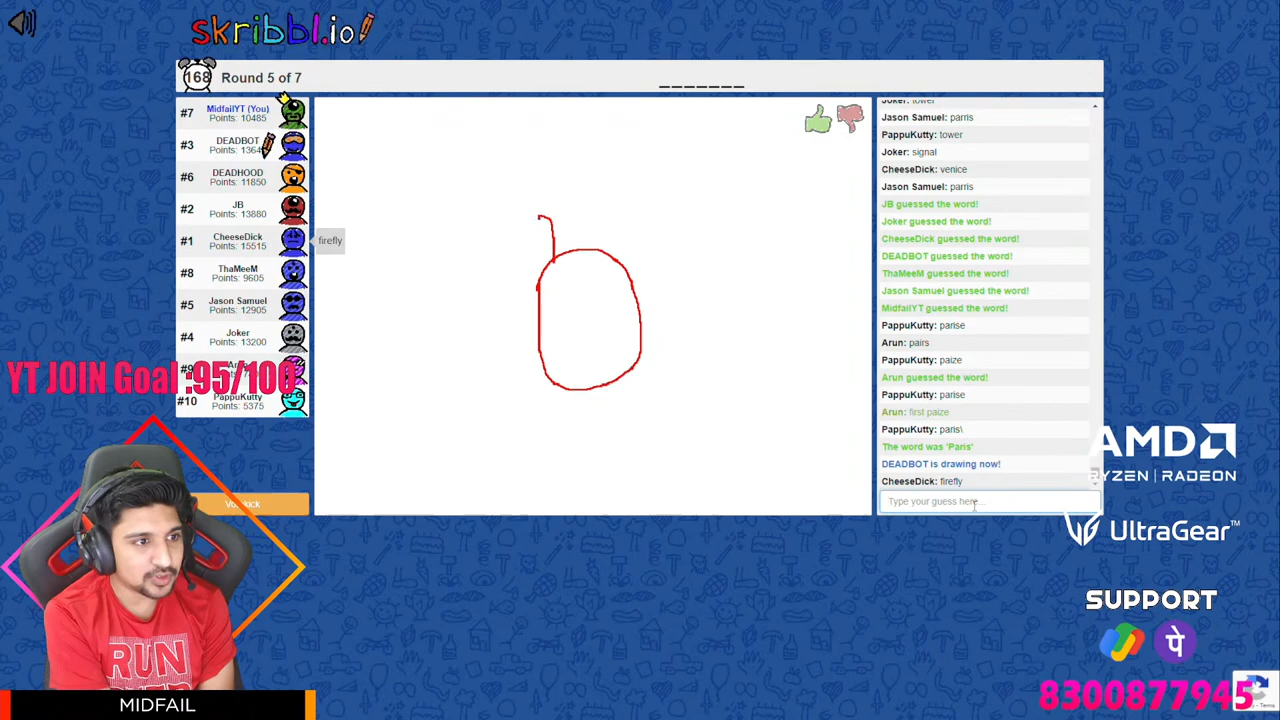 skribbl.io
168
Round 5 of 7
_______
#7
MidfailYT (You)
Points: 10485
#3
DEADBOT
Points: 1364
#6
DEADHOOD
Points: 11850
#2
JB
Points: 13880
#1
CheeseDick
Points: 15515
firefly
#8
ThaMeeM
Points: 9605
#5
Jason Samuel
Points: 12905
#4
Joker
Points: 13200
#10
PappuKutty
Points: 5375
YT JOIN Goal :95/100
Joker: tower
Jason Samuel: parris
PappuKutty: tower
Joker: signal
CheeseDick: venice
Jason Samuel: parris
JB guessed the word!
Joker guessed the word!
CheeseDick guessed the word!
DEADBOT guessed the word!
ThaMeeM guessed the word!
Jason Samuel guessed the word!
MidfailYT guessed the word!
PappuKutty: parise
Arun: pairs
PappuKutty: paize
Arun guessed the word!
PappuKutty: parise
Arun: first paize
PappuKutty: paris\
The word was 'Paris'
DEADBOT is drawing now!
CheeseDick: firefly
Type your guess here...
AMD
RYZEN | RADEON
UltraGear™
SUPPORT
पे
8300877945
RUN
MIDFAIL